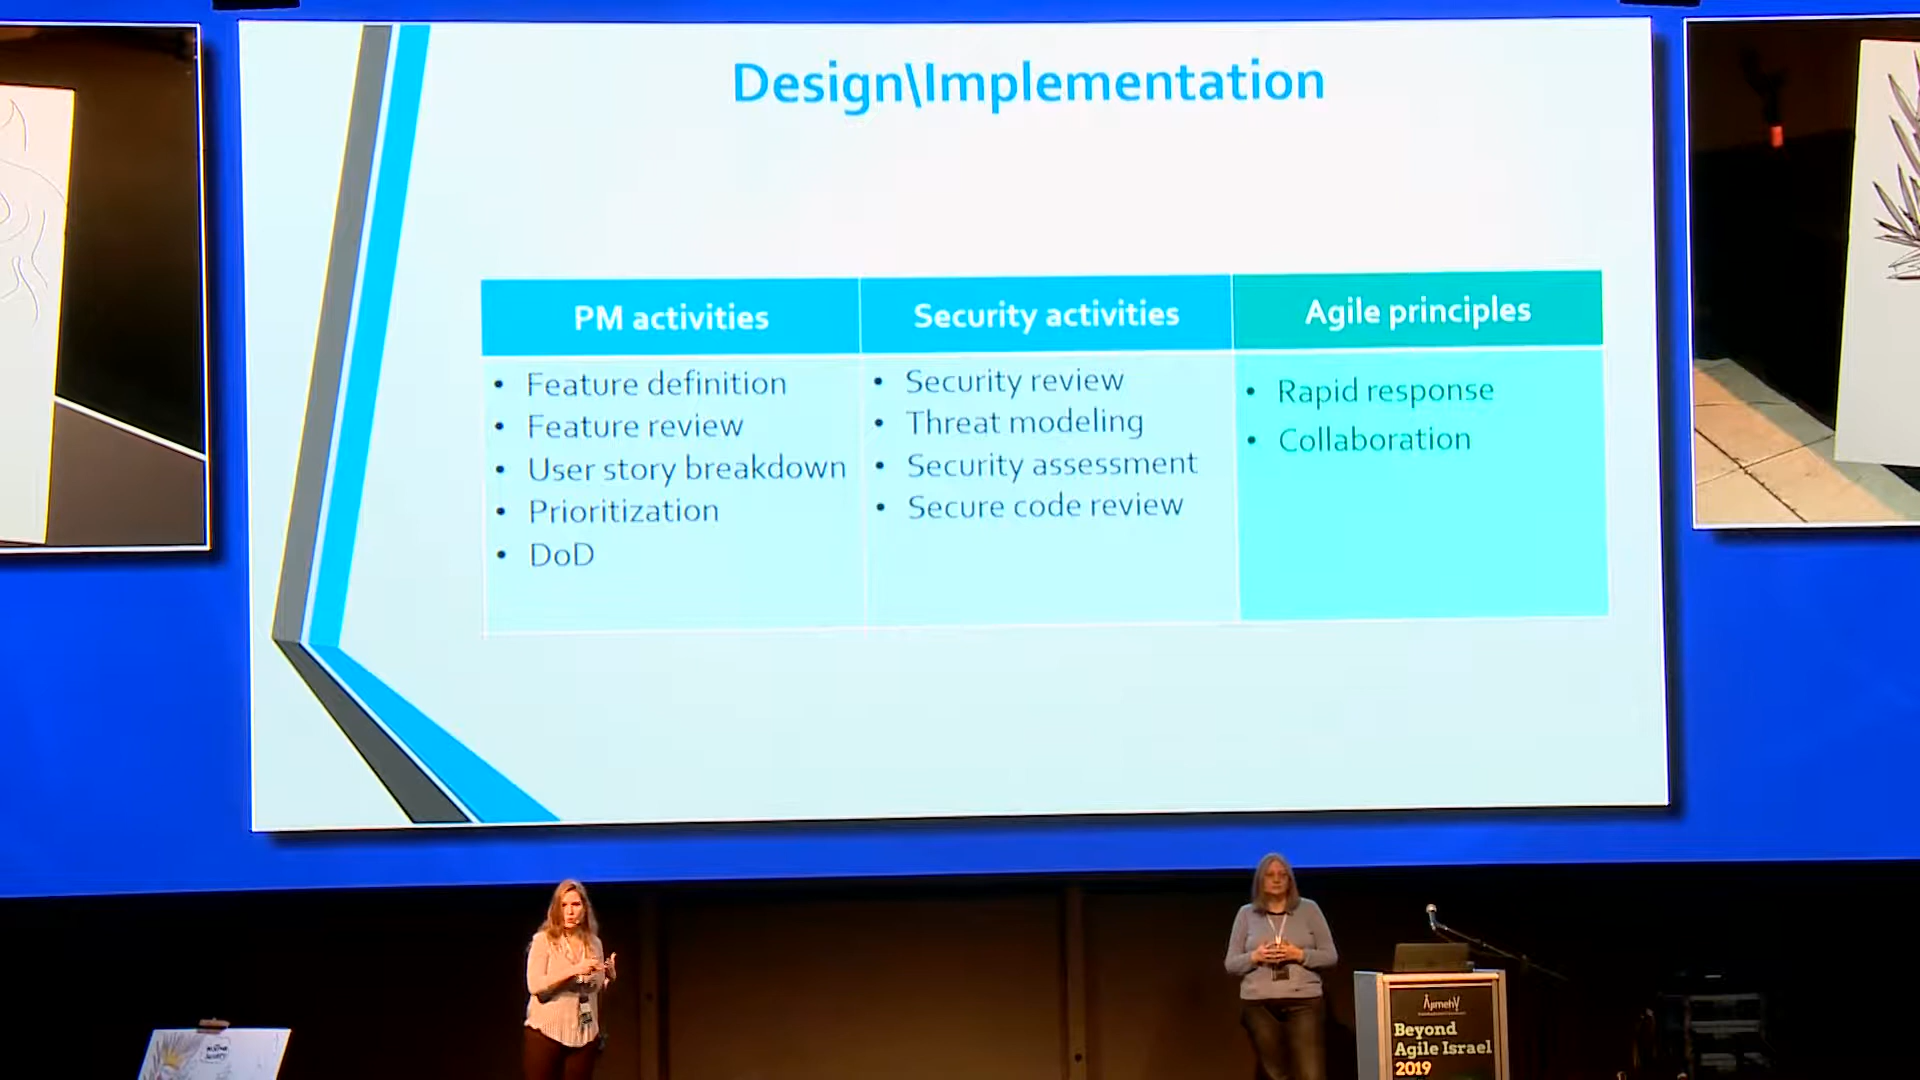 Design\Implementation
PM activities
Security activities
Agile principles
• Feature definition
• Feature review
• User story breakdown
• Prioritization
• DoD
• Security review
• Threat modeling
• Security assessment
• Secure code review
• Rapid response
• Collaboration
Beyond
Agile Israel
2019